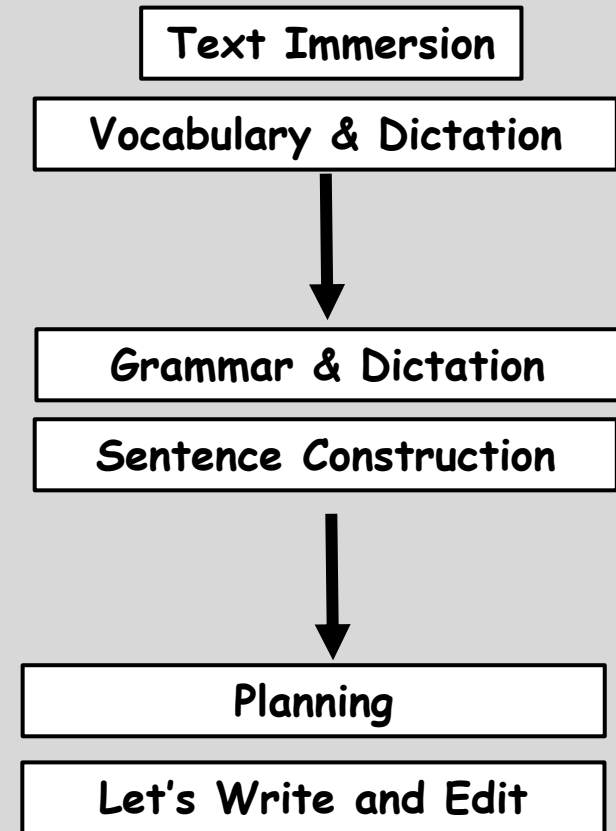 Text Immersion
Vocabulary & Dictation
Grammar & Dictation
Sentence Construction
Planning
Let's Write and Edit